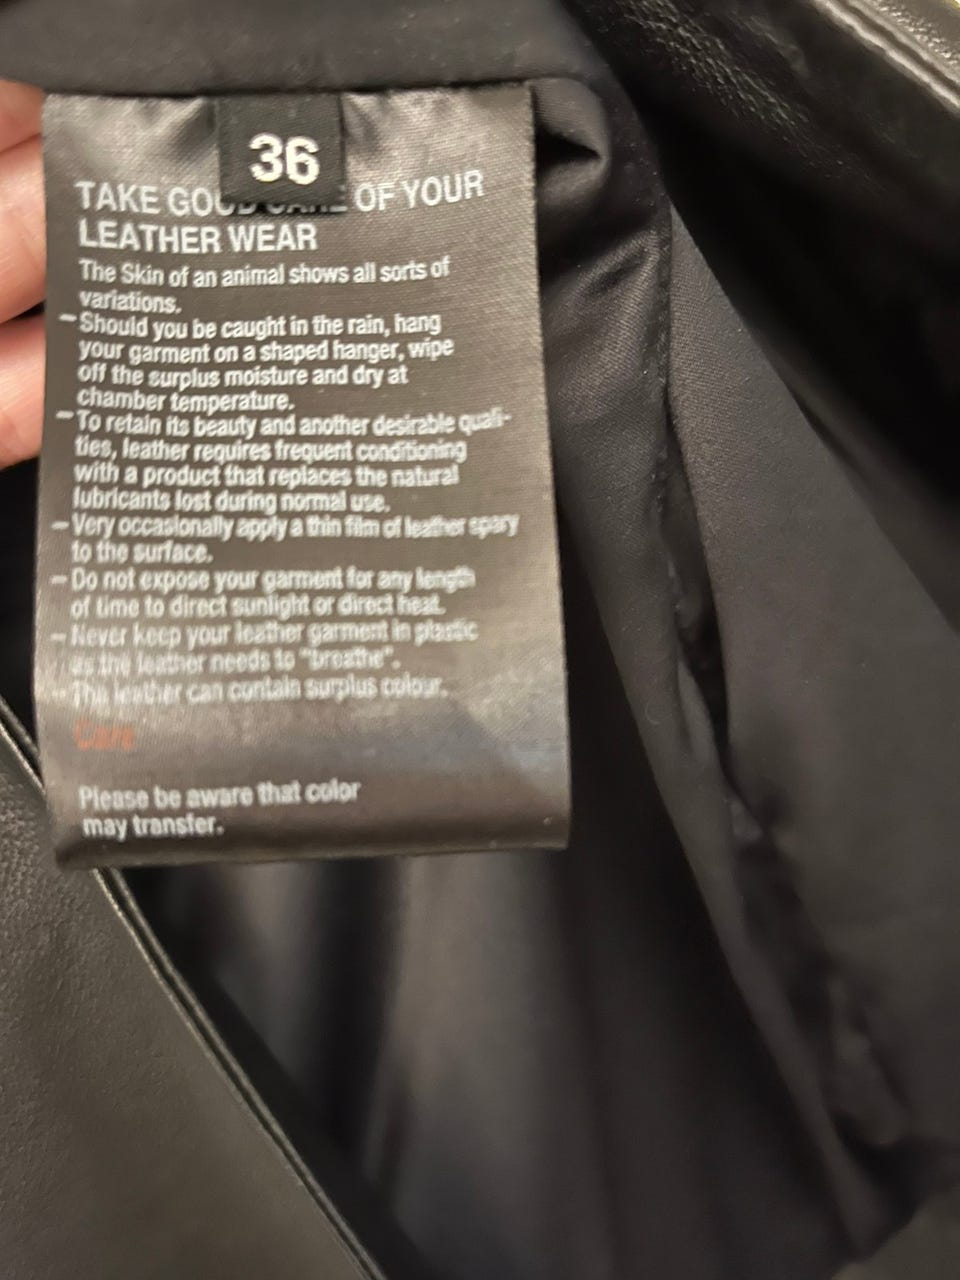 36
TAKE GOOD CARE OF YOUR
LEATHER WEAR
The Skin of an animal shows all sorts of
variations.
- Should you be caught in the rain, hang
your garment on a shaped hanger, wipe
off the surplus moisture and dry at
chamber temperature.
- To retain its beauty and another desirable quali-
ties, leather requires frequent conditioning
with a product that replaces the natural
lubricants lost during normal use.
- Very occasionally apply a thin film of leather spary
to the surface.
- Do not expose your garment for any length
of time to direct sunlight or direct heat.
- Never keep your leather garment in plastic
as the leather needs to "breathe".
- The leather can contain surplus colour.
Care
Please be aware that color
may transfer.